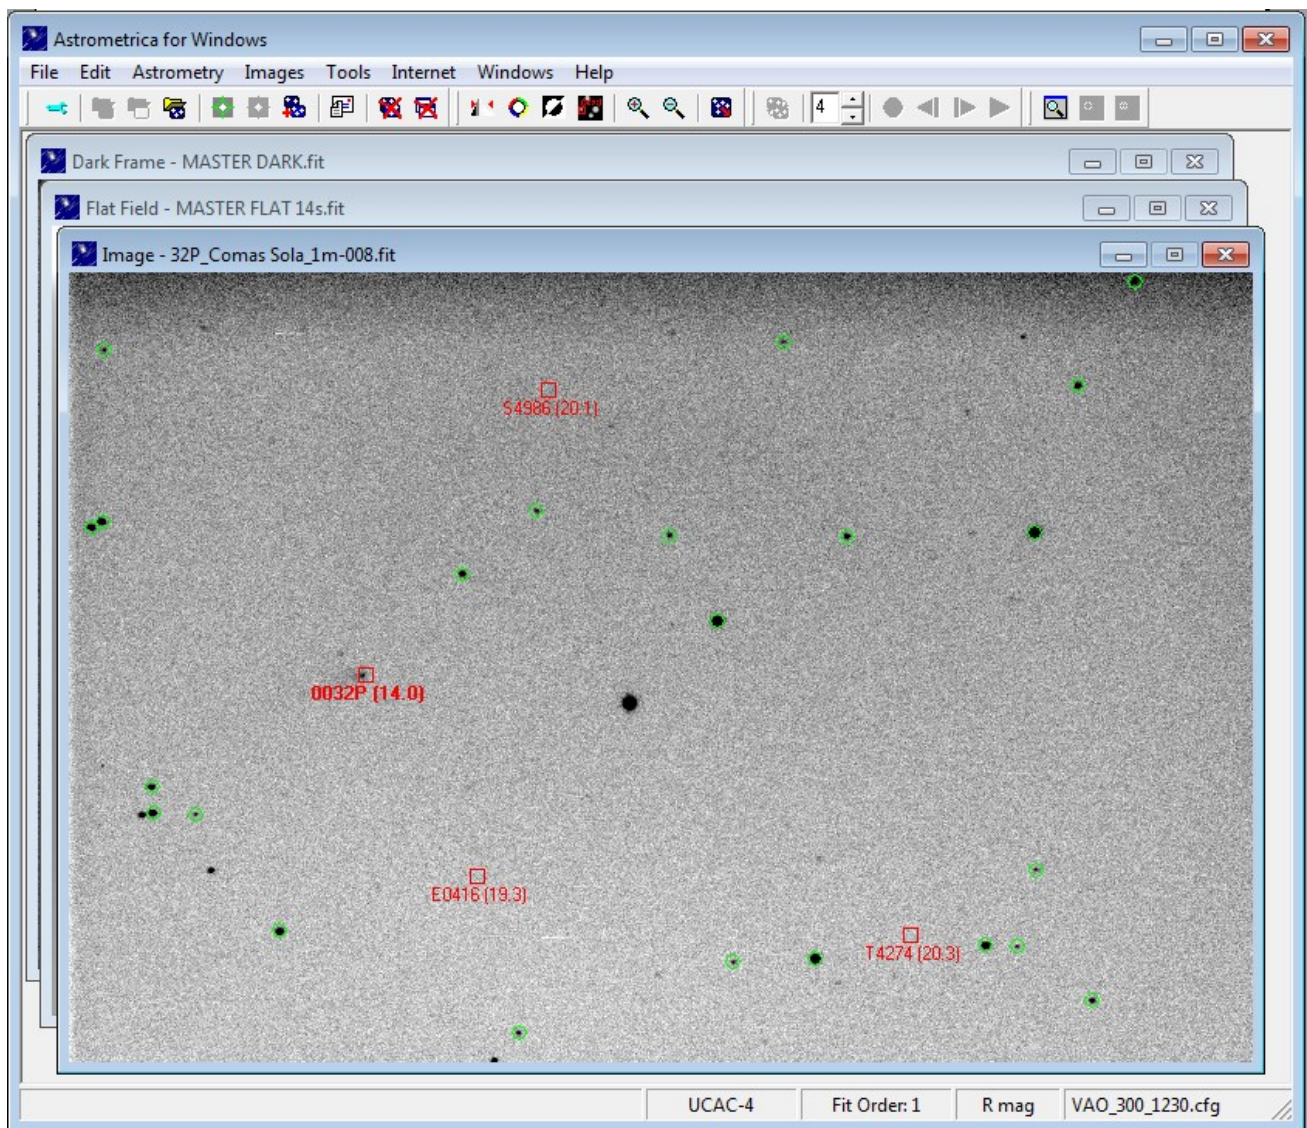 Astrometrica for Windows
File Edit Astrometry Images Tools Internet Windows Help
4
Dark Frame - MASTER DARK.fit
Flat Field - MASTER FLAT 14s.fit
Image - 32P_Comas Sola_1m-008.fit
S4986 (20.1)
0032P (14.0)
E0416 (19.3)
T4274 (20.3)
UCAC-4 Fit Order: 1 R mag VAO_300_1230.cfg